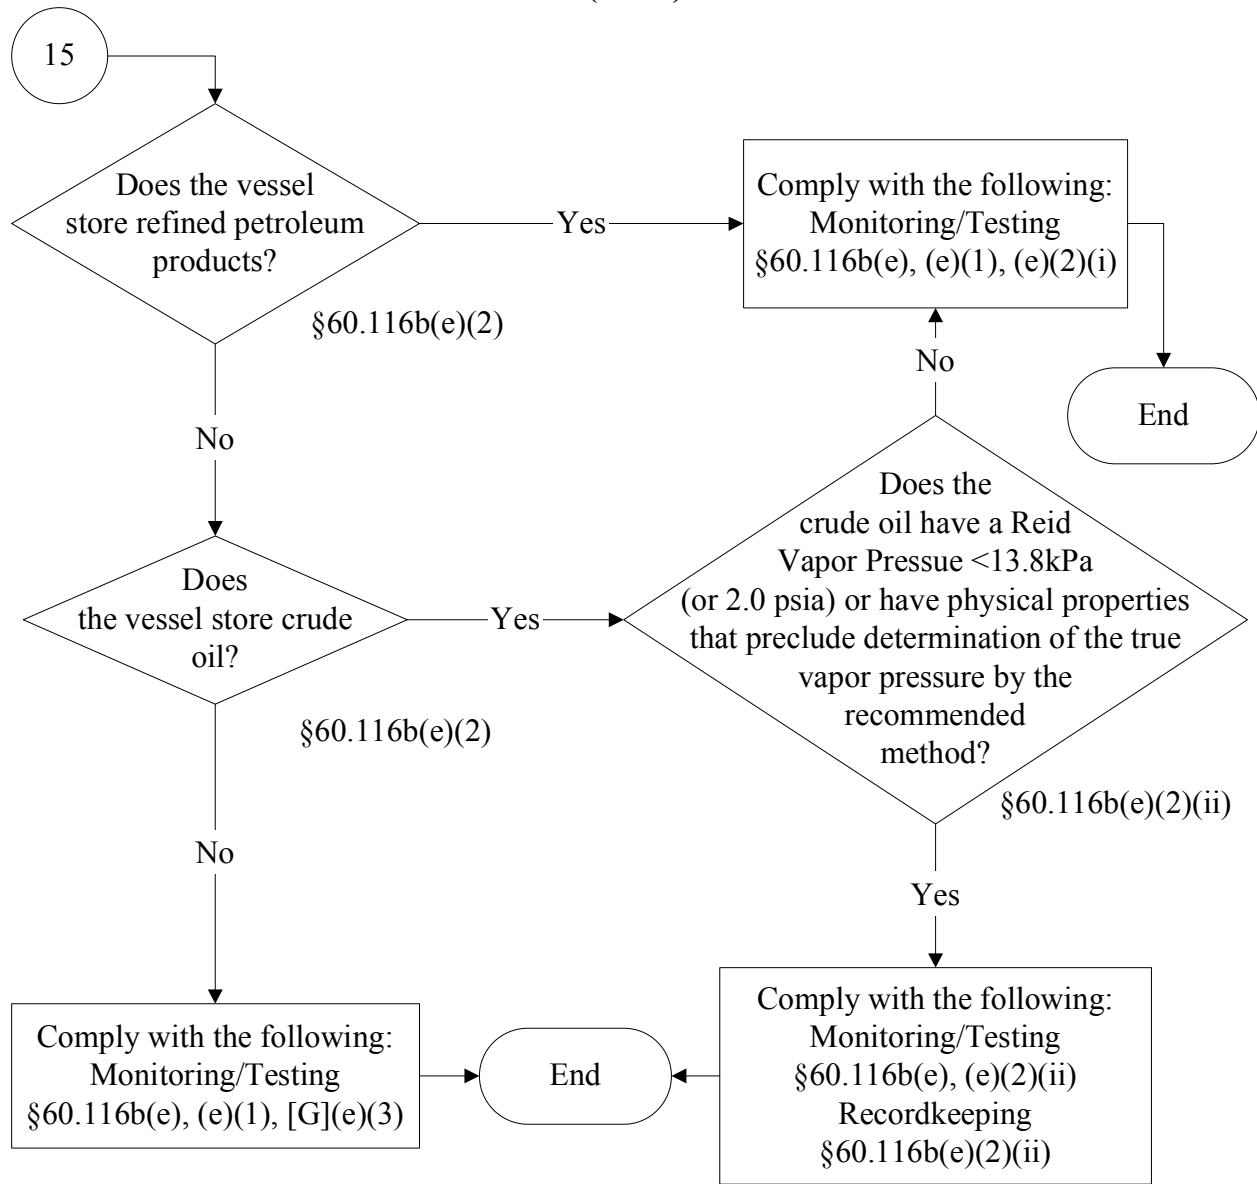 15
Does the vessel
store refined petroleum
products?
§60.116b(e)(2)
Yes
Comply with the following:
Monitoring/Testing
§60.116b(e), (e)(1), (e)(2)(i)
End
No
No
Does
the vessel store crude
oil?
§60.116b(e)(2)
Yes
Does the
crude oil have a Reid
Vapor Pressue <13.8kPa
(or 2.0 psia) or have physical properties
that preclude determination of the true
vapor pressure by the
recommended
method?
§60.116b(e)(2)(ii)
No
Yes
Comply with the following:
Monitoring/Testing
§60.116b(e), (e)(1), [G](e)(3)
End
Comply with the following:
Monitoring/Testing
§60.116b(e), (e)(2)(ii)
Recordkeeping
§60.116b(e)(2)(ii)